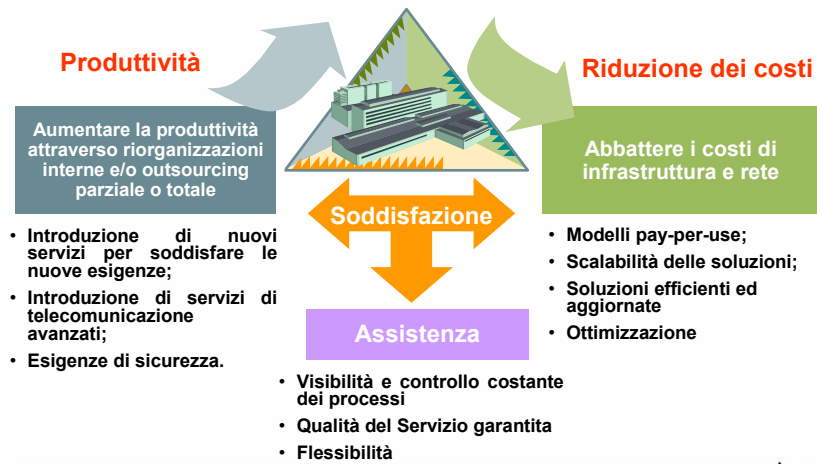 Produttività
Aumentare la produttività
attraverso riorganizzazioni
interne e/o outsourcing
parziale o totale
• Introduzione di nuovi
servizi per soddisfare le
nuove esigenze;
• Introduzione di servizi di
telecomunicazione
avanzati;
• Esigenze di sicurezza.
Soddisfazione
Assistenza
• Visibilità e controllo costante
dei processi
• Qualità del Servizio garantita
• Flessibilità
Riduzione dei costi
Abbattere i costi di
infrastruttura e rete
• Modelli pay-per-use;
• Scalabilità delle soluzioni;
• Soluzioni efficienti ed
aggiornate
• Ottimizzazione